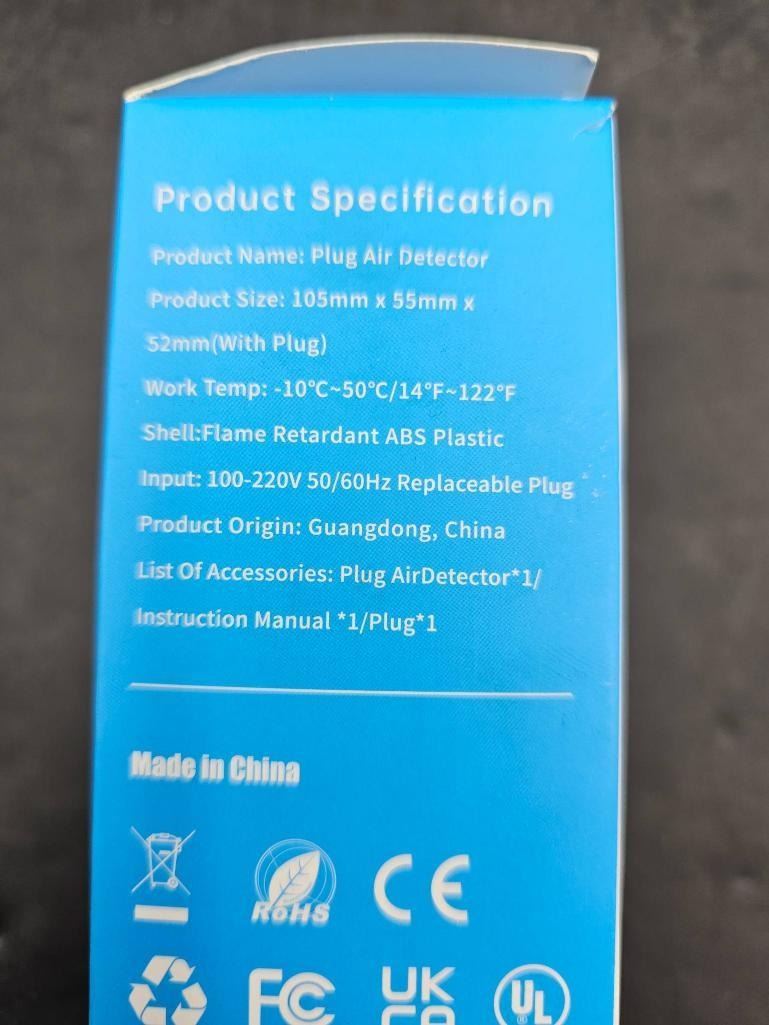 Product Specification
Product Name: Plug Air Detector
Product Size: 105mm x 55mm x
52mm(With Plug)
Work Temp: -10℃~50℃/14℉~122℉
Shell:Flame Retardant ABS Plastic
Input: 100-220V 50/60Hz Replaceable Plug
Product Origin: Guangdong, China
List Of Accessories: Plug AirDetector*1/
Instruction Manual *1/Plug*1
Made in China
RoHS CE
FC UK
CA UL ®